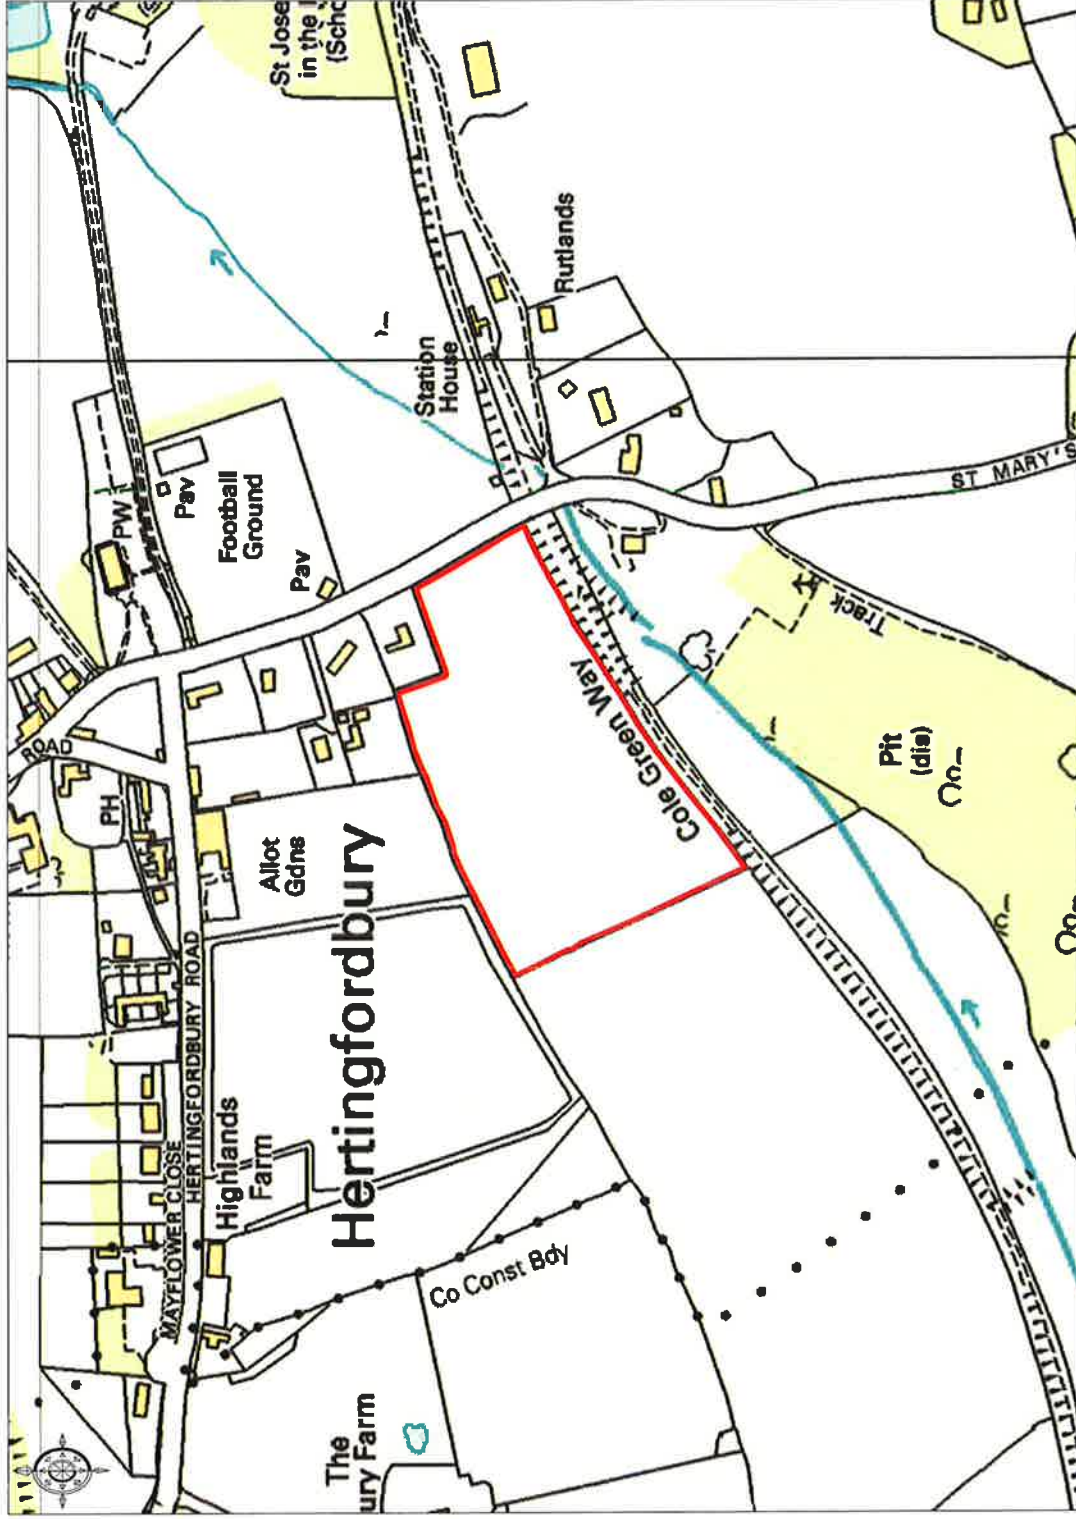 St Jose
in the
(Scho
Rutlands
Station
House
ST MARY'S
PW
Pav
Football
Ground
Pav
Track
ROAD
PH
Allot
Gdns
Cole Green Way
Pit
(dis)
Hertingfordbury
HERTINGFORDBURY ROAD
MAYFLOWER CLOSE
Highlands
Farm
Co Const Bdy
The
ury Farm